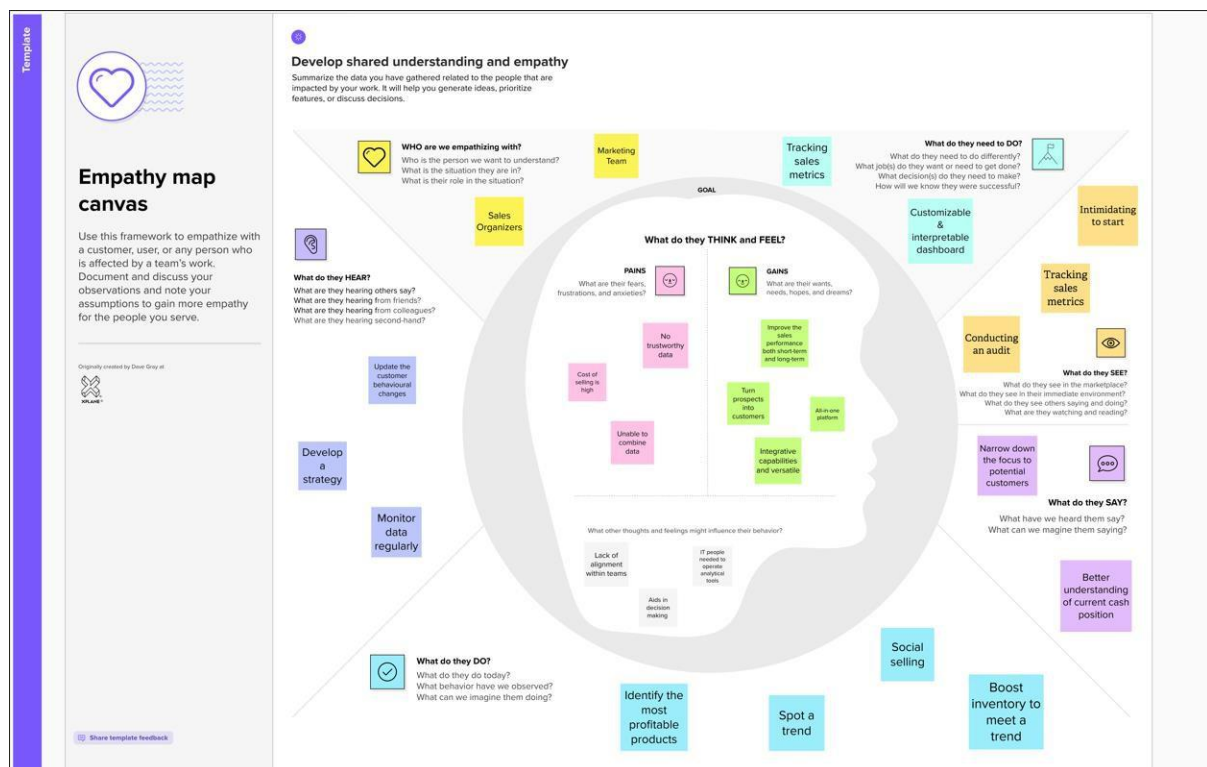 Template
Empathy map
canvas
Use this framework to empathize with
a customer, user, or any person who
is affected by a team's work.
Document and discuss your
observations and note your
assumptions to gain more empathy
for the people you serve.
Originally created by Dave Gray at
XPLANE
Share template feedback
Develop shared understanding and empathy
Summarize the data you have gathered related to the people that are
impacted by your work. It will help you generate ideas, prioritize
features, or discuss decisions.
WHO are we empathizing with?
Who is the person we want to understand?
What is the situation they are in?
What is their role in the situation?
Marketing
Team
Sales
Organizers
Tracking
sales
metrics
What do they need to DO?
What do they need to do differently?
What job(s) do they want or need to get done?
What decision(s) do they need to make?
How will we know they were successful?
Customizable
&
interpretable
dashboard
Intimidating
to start
Tracking
sales
metrics
Conducting
an audit
What do they SEE?
What do they see in the marketplace?
What do they see in their immediate environment?
What do they see others saying and doing?
What are they watching and reading?
GOAL
What do they THINK and FEEL?
PAINS
What are their fears,
frustrations, and anxieties?
No
trustworthy
data
Cost of
selling is
high
Unable to
combine
data
GAINS
What are their wants,
needs, hopes, and dreams?
Improve the
sales
performance
both short-term
and long-term
Turn
prospects
into
customers
All-in-one
platform
Integrative
capabilities
and versatile
What other thoughts and feelings might influence their behavior?
Lack of
alignment
within teams
IT people
needed to
operate
analytical
tools
Aids in
decision
making
What do they HEAR?
What are they hearing others say?
What are they hearing from friends?
What are they hearing from colleagues?
What are they hearing second-hand?
Update the
customer
behavioural
changes
Develop
a
strategy
Monitor
data
regularly
Narrow down
the focus to
potential
customers
What do they SAY?
What have we heard them say?
What can we magine them saying?
Better
understanding
of current cash
position
What do they DO?
What do they do today?
What behavior have we observed?
What can we imagine them doing?
Identify the
most
profitable
products
Spot a
trend
Social
selling
Boost
inventory to
meet a
trend